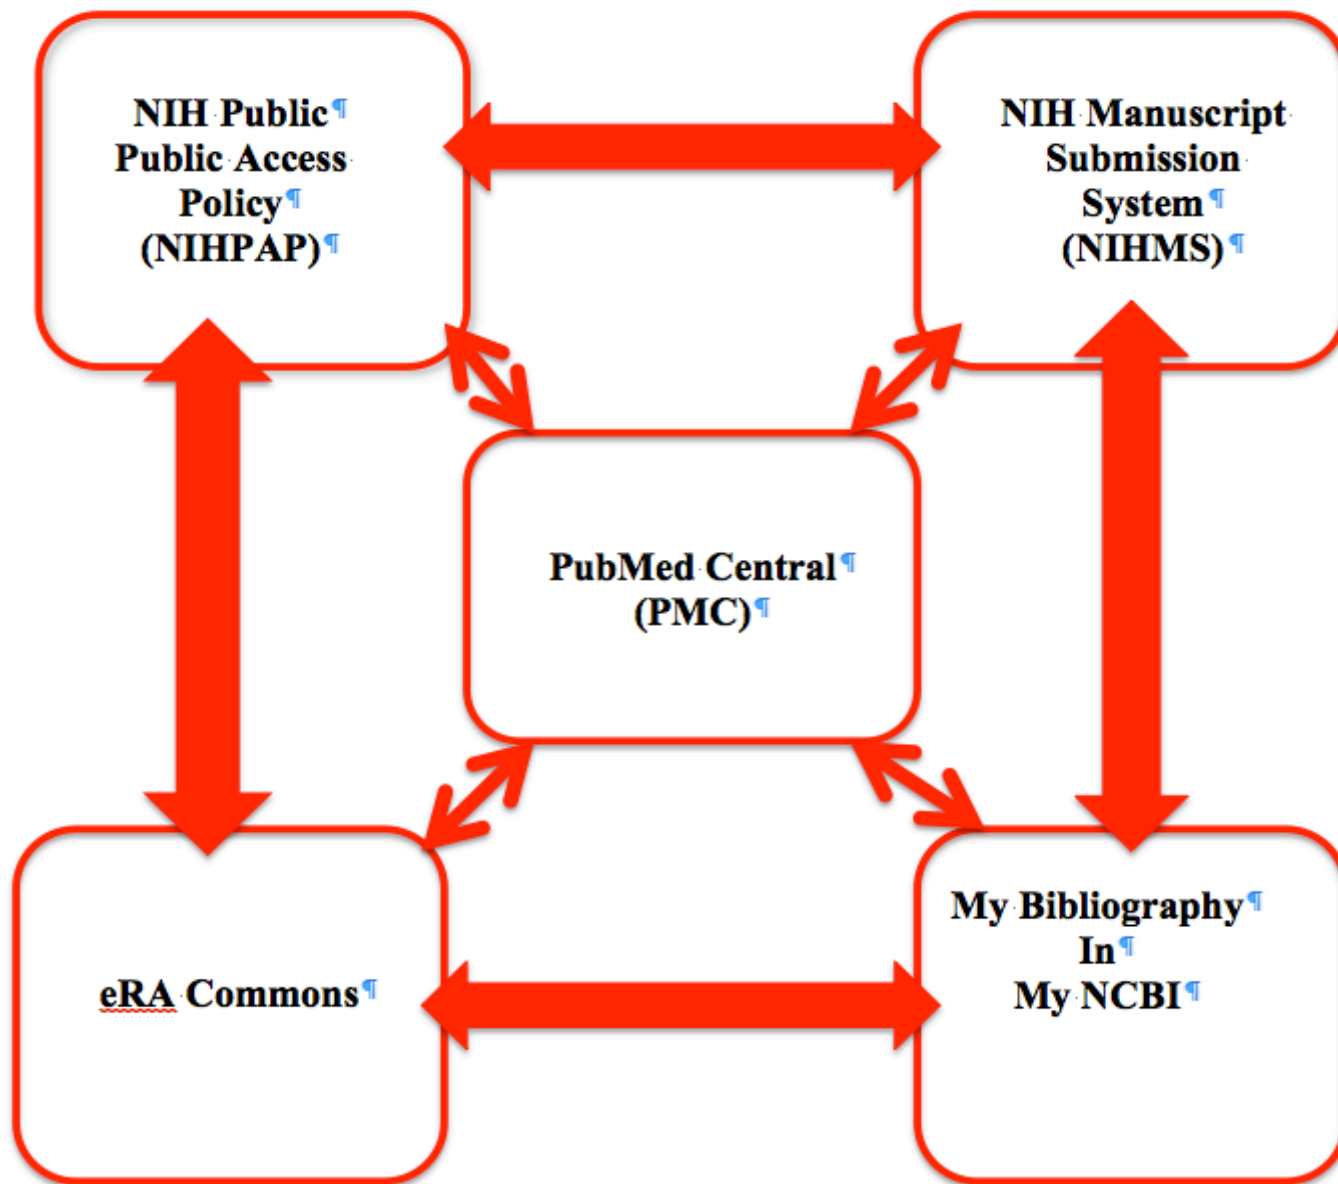 NIH Public¶
Public Access
Policy¶
(NIHPAP)¶
NIH Manuscript
Submission
System¶
(NIHMS)¶
PubMed Central¶
(PMC)¶
eRA Commons¶
My Bibliography¶
In¶
My NCBI¶